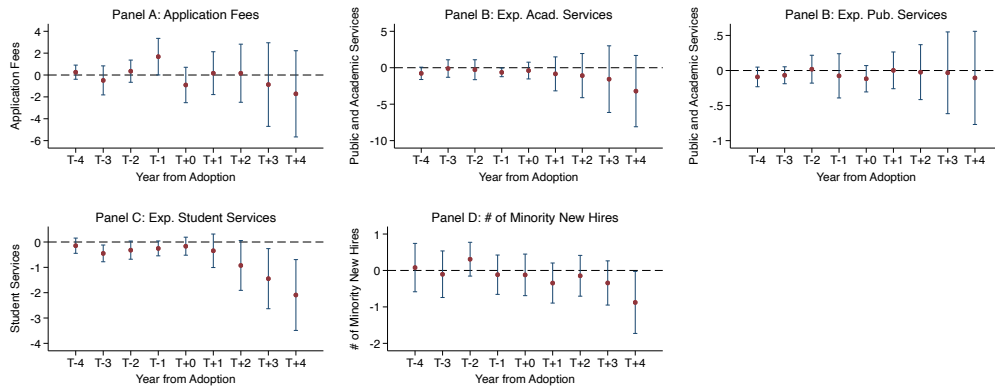 Panel A: Application Fees
Application Fees
4
2
0
-2
-4
-6
T-4 T-3 T-2 T-1 T+0 T+1 T+2 T+3 T+4
Year from Adoption
Panel B: Exp. Acad. Services
Public and Academic Services
5
0
-5
-10
T-4 T-3 T-2 T-1 T+0 T+1 T+2 T+3 T+4
Year from Adoption
Panel B: Exp. Pub. Services
Public and Academic Services
.5
0
-.5
-1
T-4 T-3 T-2 T-1 T+0 T+1 T+2 T+3 T+4
Year from Adoption
Panel C: Exp. Student Services
Student Services
0
-1
-2
-3
-4
T-4 T-3 T-2 T-1 T+0 T+1 T+2 T+3 T+4
Year from Adoption
Panel D: # of Minority New Hires
# of Minority New Hires
1
0
-1
-2
T-4 T-3 T-2 T-1 T+0 T+1 T+2 T+3 T+4
Year from Adoption